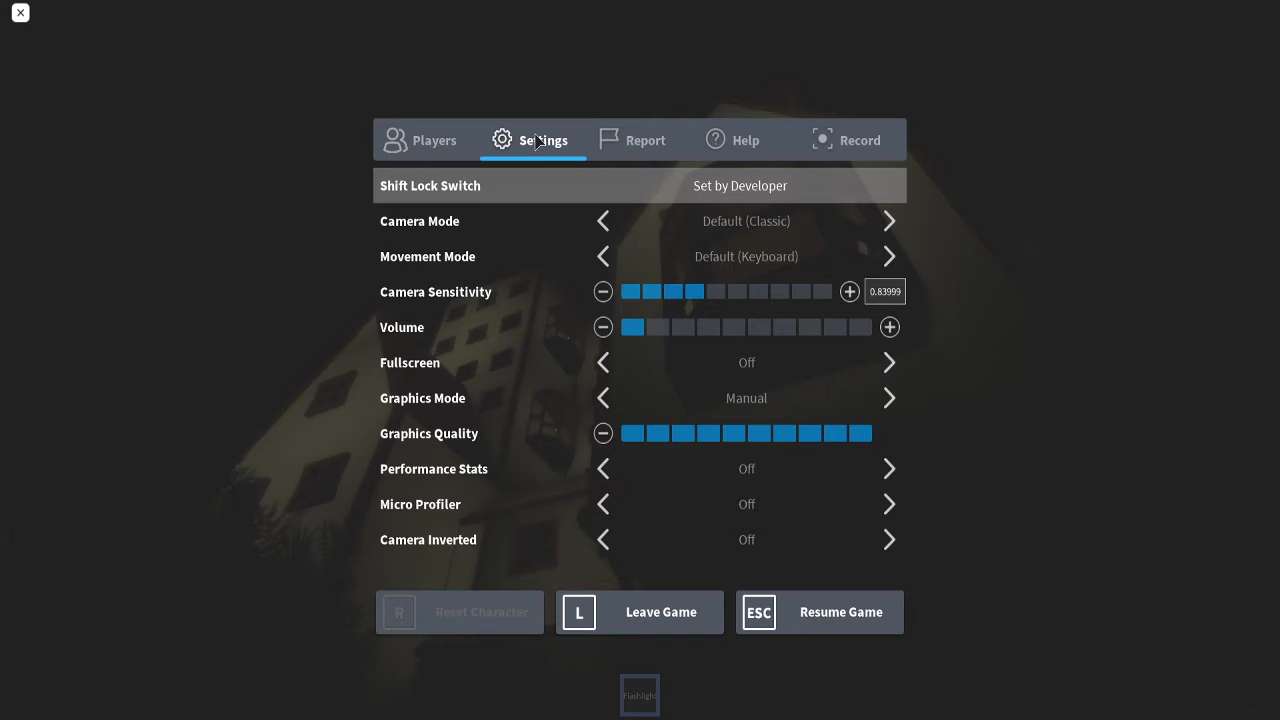 Players Settings Report Help Record
Shift Lock Switch Set by Developer
Camera Mode Default (Classic)
Movement Mode Default (Keyboard)
Camera Sensitivity 0.83999
Volume
Fullscreen Off
Graphics Mode Manual
Graphics Quality
Performance Stats Off
Micro Profiler Off
Camera Inverted Off
R Reset Character L Leave Game ESC Resume Game
Flashlight